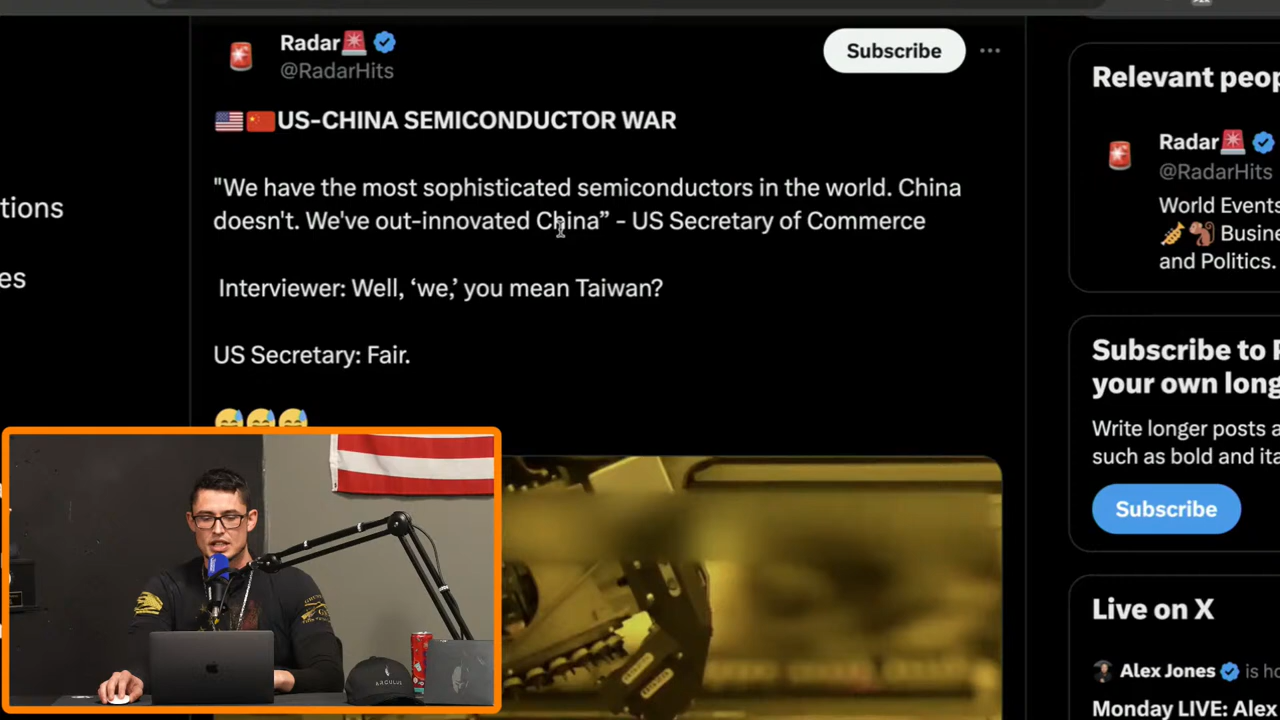 Radar🚨
@RadarHits
Subscribe
🇺🇸🇨🇳US-CHINA SEMICONDUCTOR WAR
"We have the most sophisticated semiconductors in the world. China
doesn't. We've out-innovated China” - US Secretary of Commerce
Interviewer: Well, ‘we,’ you mean Taiwan?
US Secretary: Fair.
😅😅😅
tions
es
Relevant peop
Radar🚨
@RadarHits
World Events
🎺🐒 Busine
and Politics.
Subscribe to P
your own long
Write longer posts a
such as bold and ita
Subscribe
Live on X
Alex Jones is ho
Monday LIVE: Alex
ARCULUS